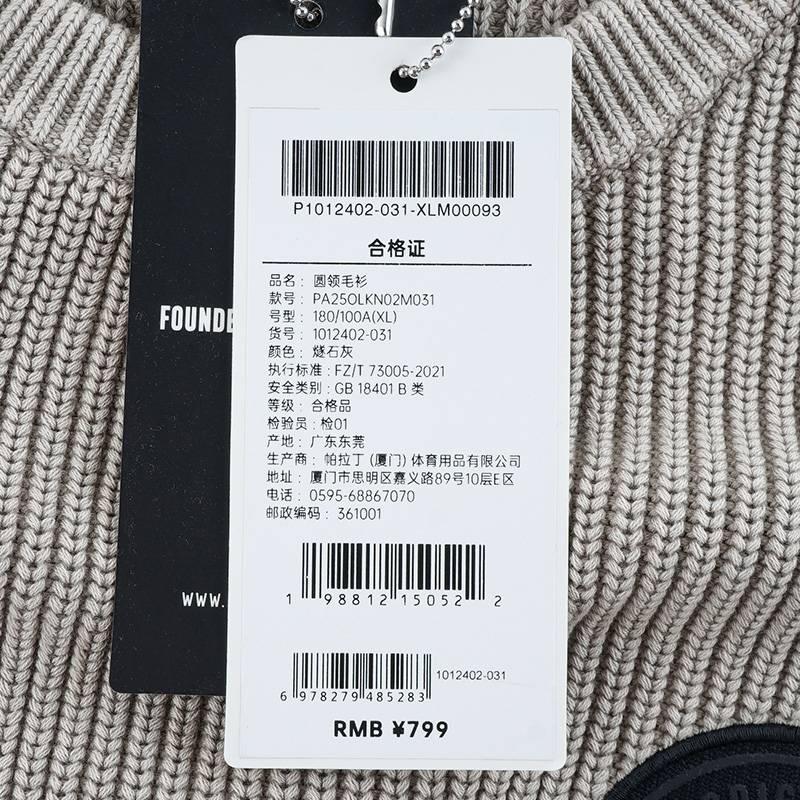 P1012402-031-XLM00093
合格证
品名: 圆领毛衫
款号: PA25OLKN02M031
号型: 180/100A(XL)
货号: 1012402-031
颜色: 燧石灰
执行标准: FZ/T 73005-2021
安全类别: GB 18401 B 类
等级: 合格品
检验员: 检01
产地: 广东东莞
生产商: 帕拉丁 (厦门) 体育用品有限公司
地址: 厦门市思明区嘉义路89号10层E区
电话: 0595-68867070
邮政编码: 361001
1 98812 15052 2
6 978279 485283
1012402-031
RMB ¥799
FOUNDE
WWW.